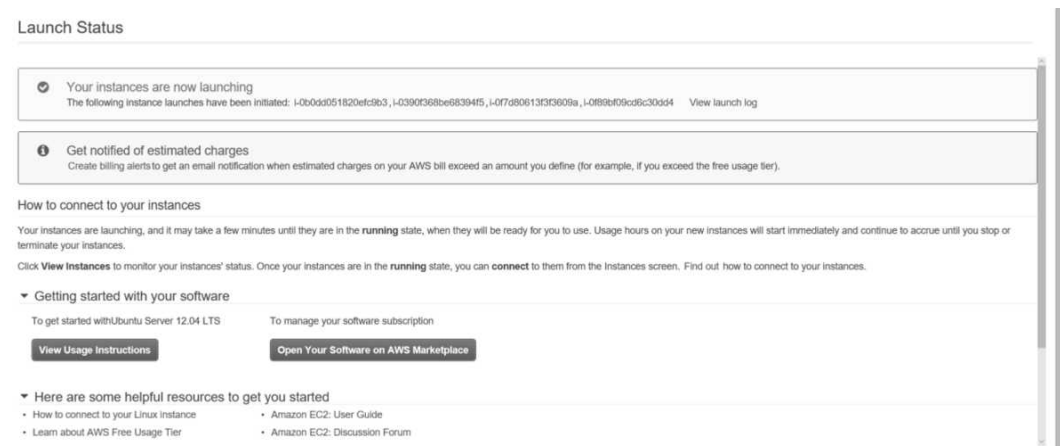 Launch Status
Your instances are now launching
The following instance launches have been initiated: i-0b0dd051820efc9b3, i-0390f368be68394f5, i-0f7d80613f3f3609a, i-0f89bf09cd6c30dd4 View launch log
Get notified of estimated charges
Create billing alerts to get an email notification when estimated charges on your AWS bill exceed an amount you define (for example, if you exceed the free usage tier).
How to connect to your instances
Your instances are launching, and it may take a few minutes until they are in the running state, when they will be ready for you to use. Usage hours on your new instances will start immediately and continue to accrue until you stop or
terminate your instances.
Click View Instances to monitor your instances' status. Once your instances are in the running state, you can connect to them from the Instances screen. Find out how to connect to your instances.
Getting started with your software
To get started withUbuntu Server 12.04 LTS To manage your software subscription
View Usage Instructions Open Your Software on AWS Marketplace
Here are some helpful resources to get you started
• How to connect to your Linux instance • Amazon EC2: User Guide
• Learn about AWS Free Usage Tier • Amazon EC2: Discussion Forum